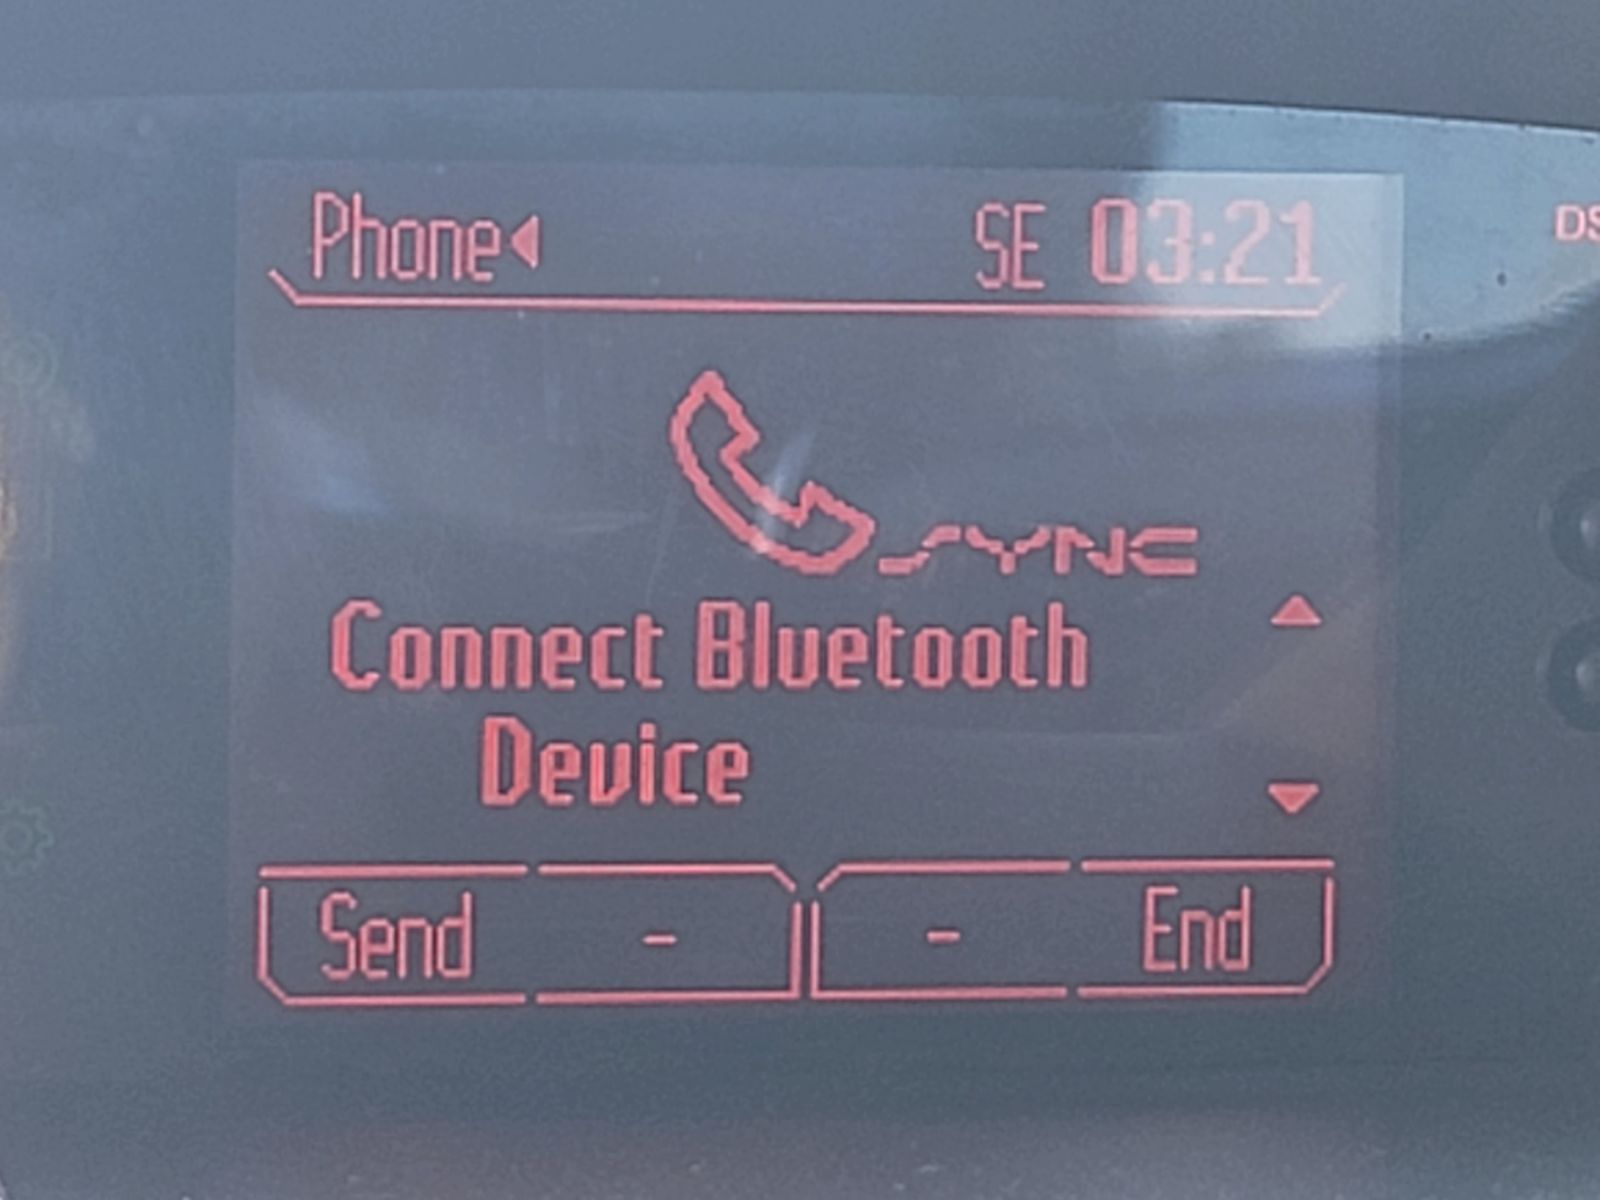 Phone SE 03:21
SYNC
Connect Bluetooth
Device
Send - - End